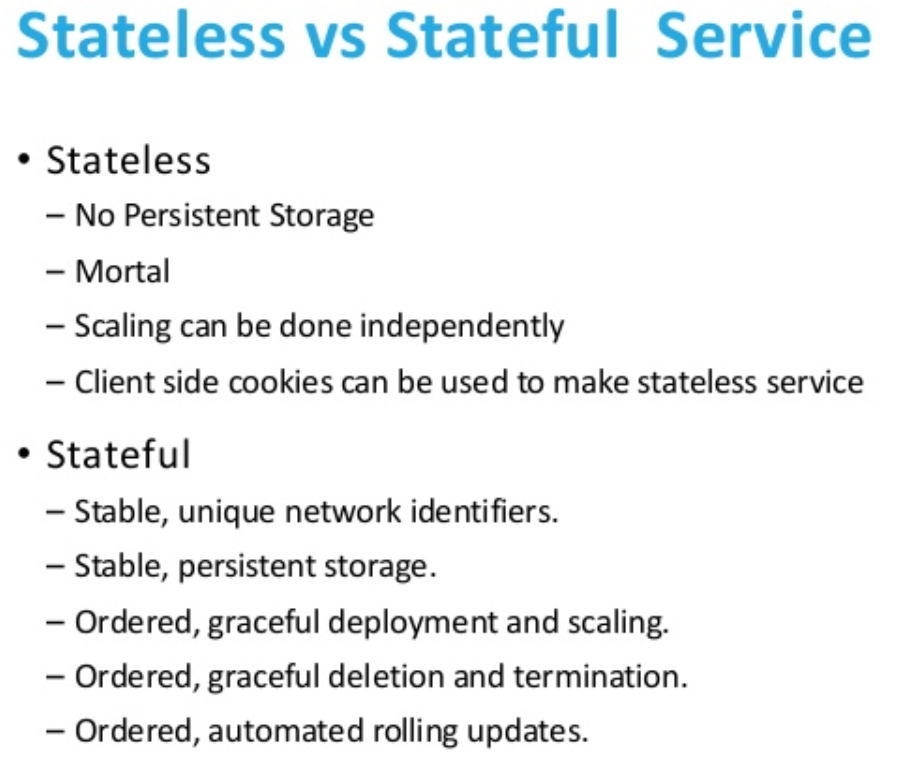 Stateless vs Stateful Service
• Stateless
– No Persistent Storage
– Mortal
– Scaling can be done independently
– Client side cookies can be used to make stateless service
• Stateful
– Stable, unique network identifiers.
– Stable, persistent storage.
– Ordered, graceful deployment and scaling.
– Ordered, graceful deletion and termination.
– Ordered, automated rolling updates.